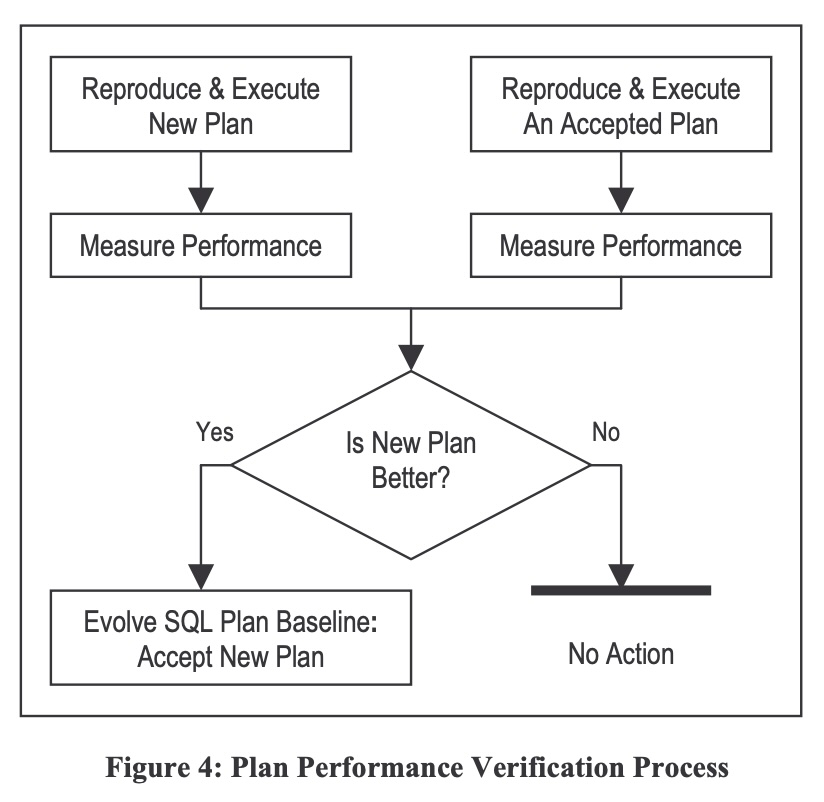 Reproduce & Execute
New Plan
Reproduce & Execute
An Accepted Plan
Measure Performance
Measure Performance
Is New Plan
Better?
Yes
No
Evolve SQL Plan Baseline:
Accept New Plan
No Action
Figure 4: Plan Performance Verification Process